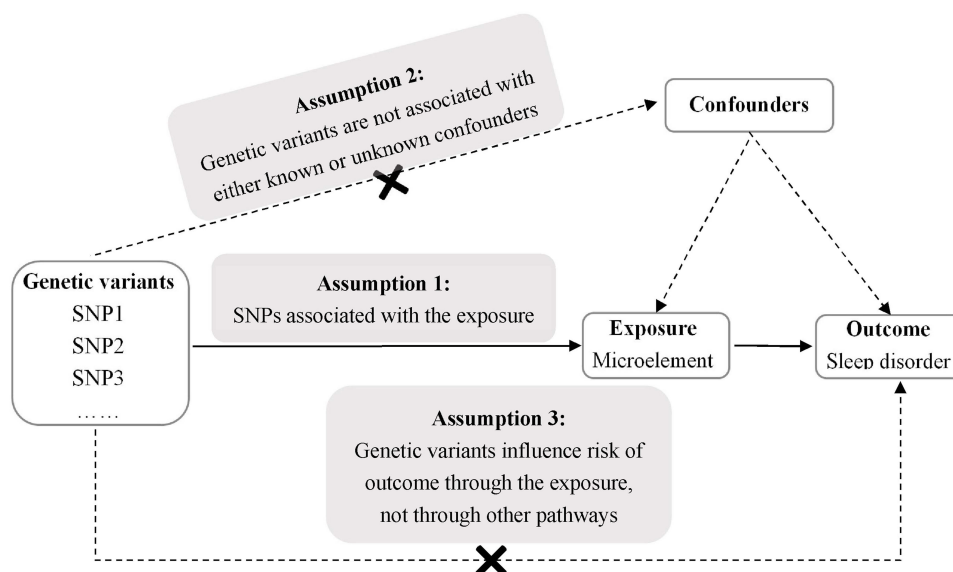 Assumption 2:
Genetic variants are not associated with
either known or unknown confounders
Confounders
Genetic variants
SNP1
SNP2
SNP3
……
Assumption 1:
SNPs associated with the exposure
Exposure
Microelement
Outcome
Sleep disorder
Assumption 3:
Genetic variants influence risk of
outcome through the exposure,
not through other pathways